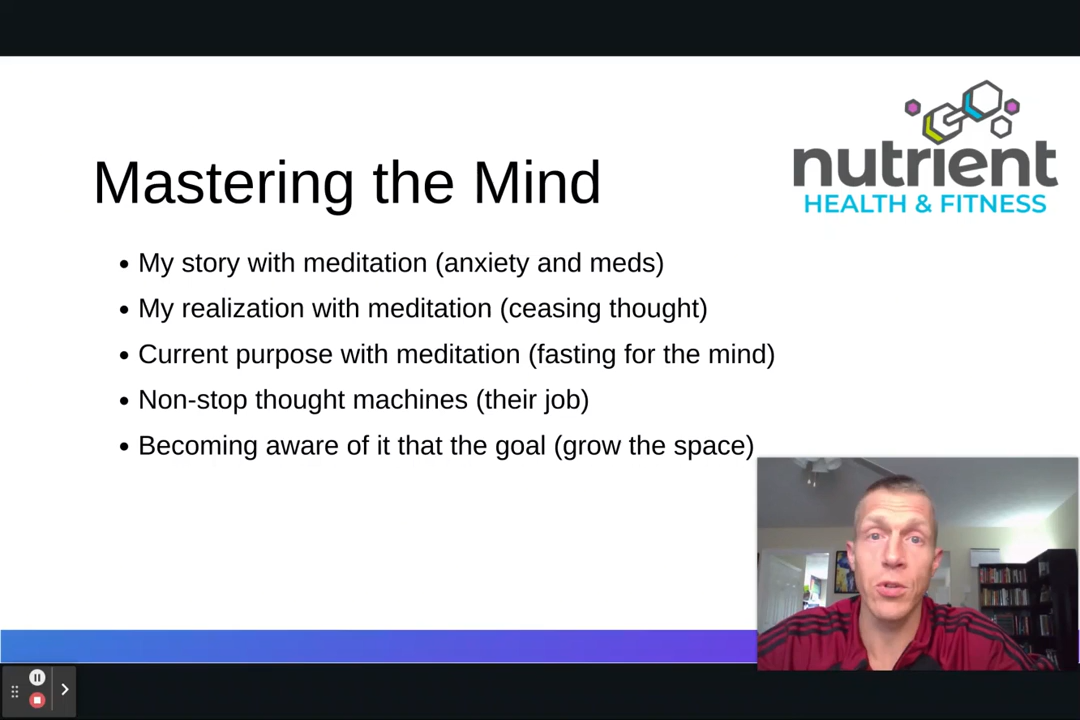 nutrient
HEALTH & FITNESS
Mastering the Mind
• My story with meditation (anxiety and meds)
• My realization with meditation (ceasing thought)
• Current purpose with meditation (fasting for the mind)
• Non-stop thought machines (their job)
• Becoming aware of it that the goal (grow the space)